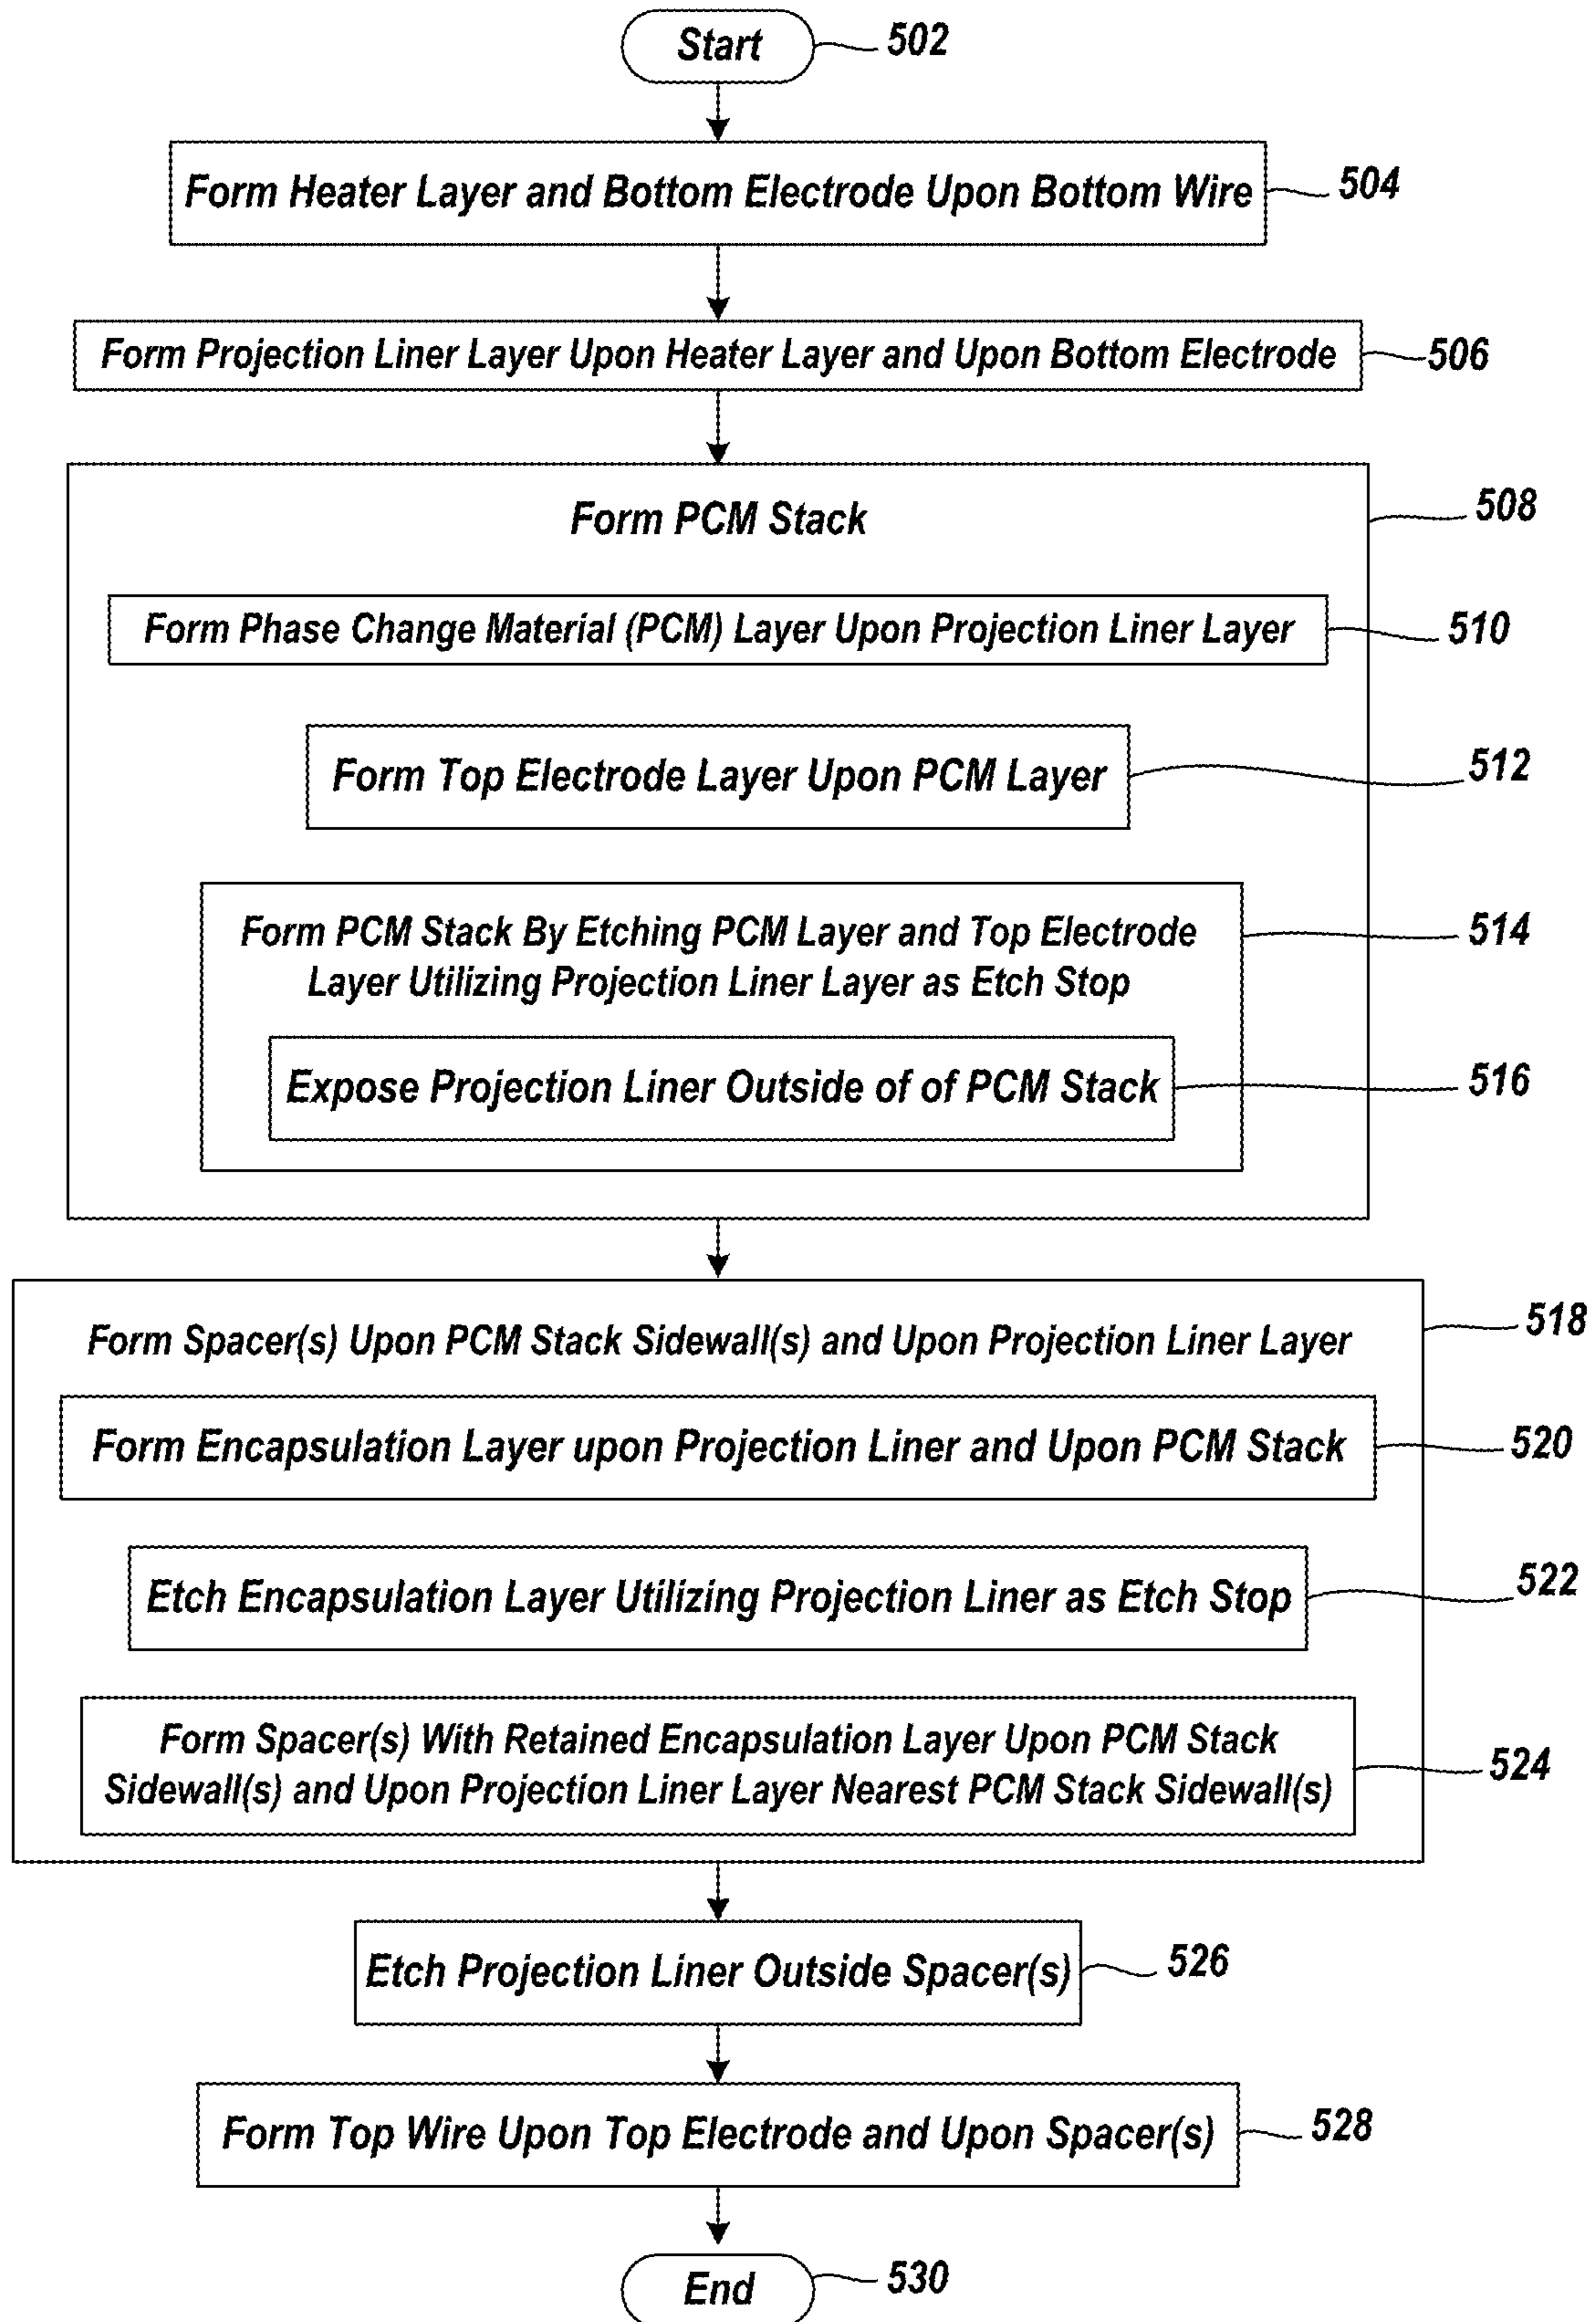 Start 502
Form Heater Layer and Bottom Electrode Upon Bottom Wire 504
Form Projection Liner Layer Upon Heater Layer and Upon Bottom Electrode 506
Form PCM Stack 508
Form Phase Change Material (PCM) Layer Upon Projection Liner Layer 510
Form Top Electrode Layer Upon PCM Layer 512
Form PCM Stack By Etching PCM Layer and Top Electrode 514
Layer Utilizing Projection Liner Layer as Etch Stop
Expose Projection Liner Outside of of PCM Stack 516
Form Spacer(s) Upon PCM Stack Sidewall(s) and Upon Projection Liner Layer 518
Form Encapsulation Layer upon Projection Liner and Upon PCM Stack 520
Etch Encapsulation Layer Utilizing Projection Liner as Etch Stop 522
Form Spacer(s) With Retained Encapsulation Layer Upon PCM Stack
Sidewall(s) and Upon Projection Liner Layer Nearest PCM Stack Sidewall(s) 524
Etch Projection Liner Outside Spacer(s) 526
Form Top Wire Upon Top Electrode and Upon Spacer(s) 528
End 530